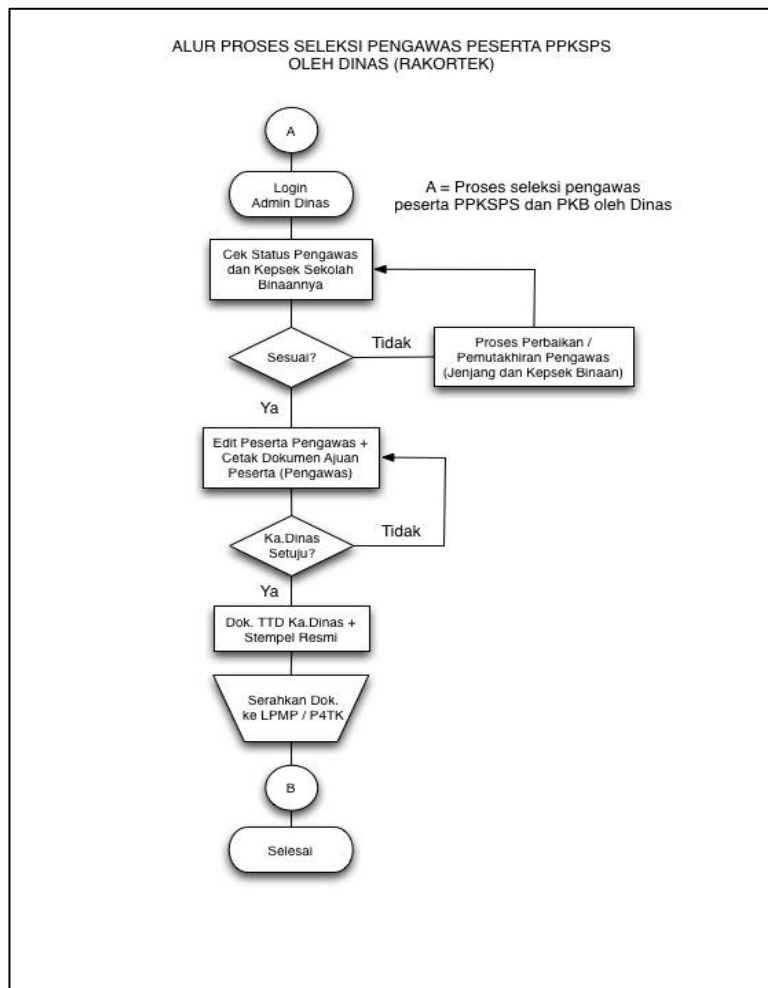 ALUR PROSES SELEKSI PENGAWAS PESERTA PPKSPS
OLEH DINAS (RAKORTEK)
A
Login
Admin Dinas
A = Proses seleksi pengawas
peserta PPKSPS dan PKB oleh Dinas
Cek Status Pengawas
dan Kepsek Sekolah
Binaannya
Sesuai?
Tidak
Proses Perbaikan /
Pemutakhiran Pengawas
(Jenjang dan Kepsek Binaan)
Ya
Edit Peserta Pengawas +
Cetak Dokumen Ajuan
Peserta (Pengawas)
Ka.Dinas
Setuju?
Tidak
Ya
Dok. TTD Ka.Dinas +
Stempel Resmi
Serahkan Dok.
ke LPMP / P4TK
B
Selesai